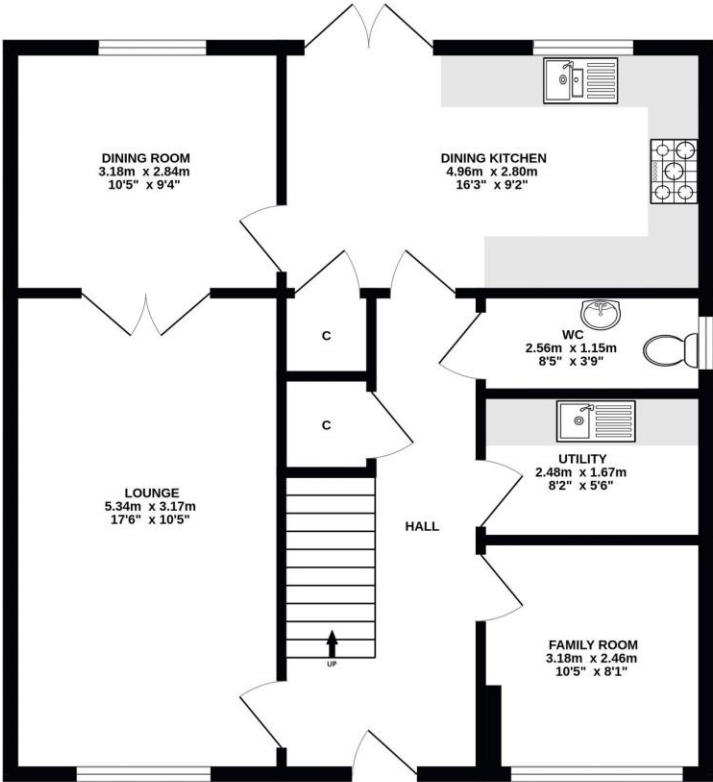 DINING ROOM
3.18m x 2.84m
10'5" x 9'4"
DINING KITCHEN
4.96m x 2.80m
16'3" x 9'2"
C
WC
2.56m x 1.15m
8'5" x 3'9"
C
UTILITY
2.48m x 1.67m
8'2" x 5'6"
LOUNGE
5.34m x 3.17m
17'6" x 10'5"
HALL
FAMILY ROOM
3.18m x 2.46m
10'5" x 8'1"
UP